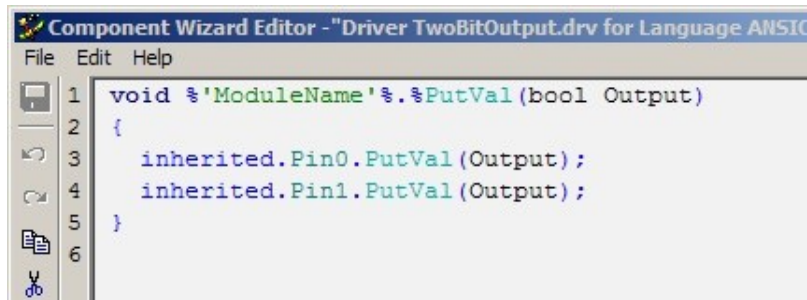 Component Wizard Editor -"Driver TwoBitOutput.drv for Language ANSIC
File Edit Help
1 void %'ModuleName'%.%PutVal(bool Output)
2 {
3 inherited.Pin0.PutVal(Output);
4 inherited.Pin1.PutVal(Output);
5 }
6